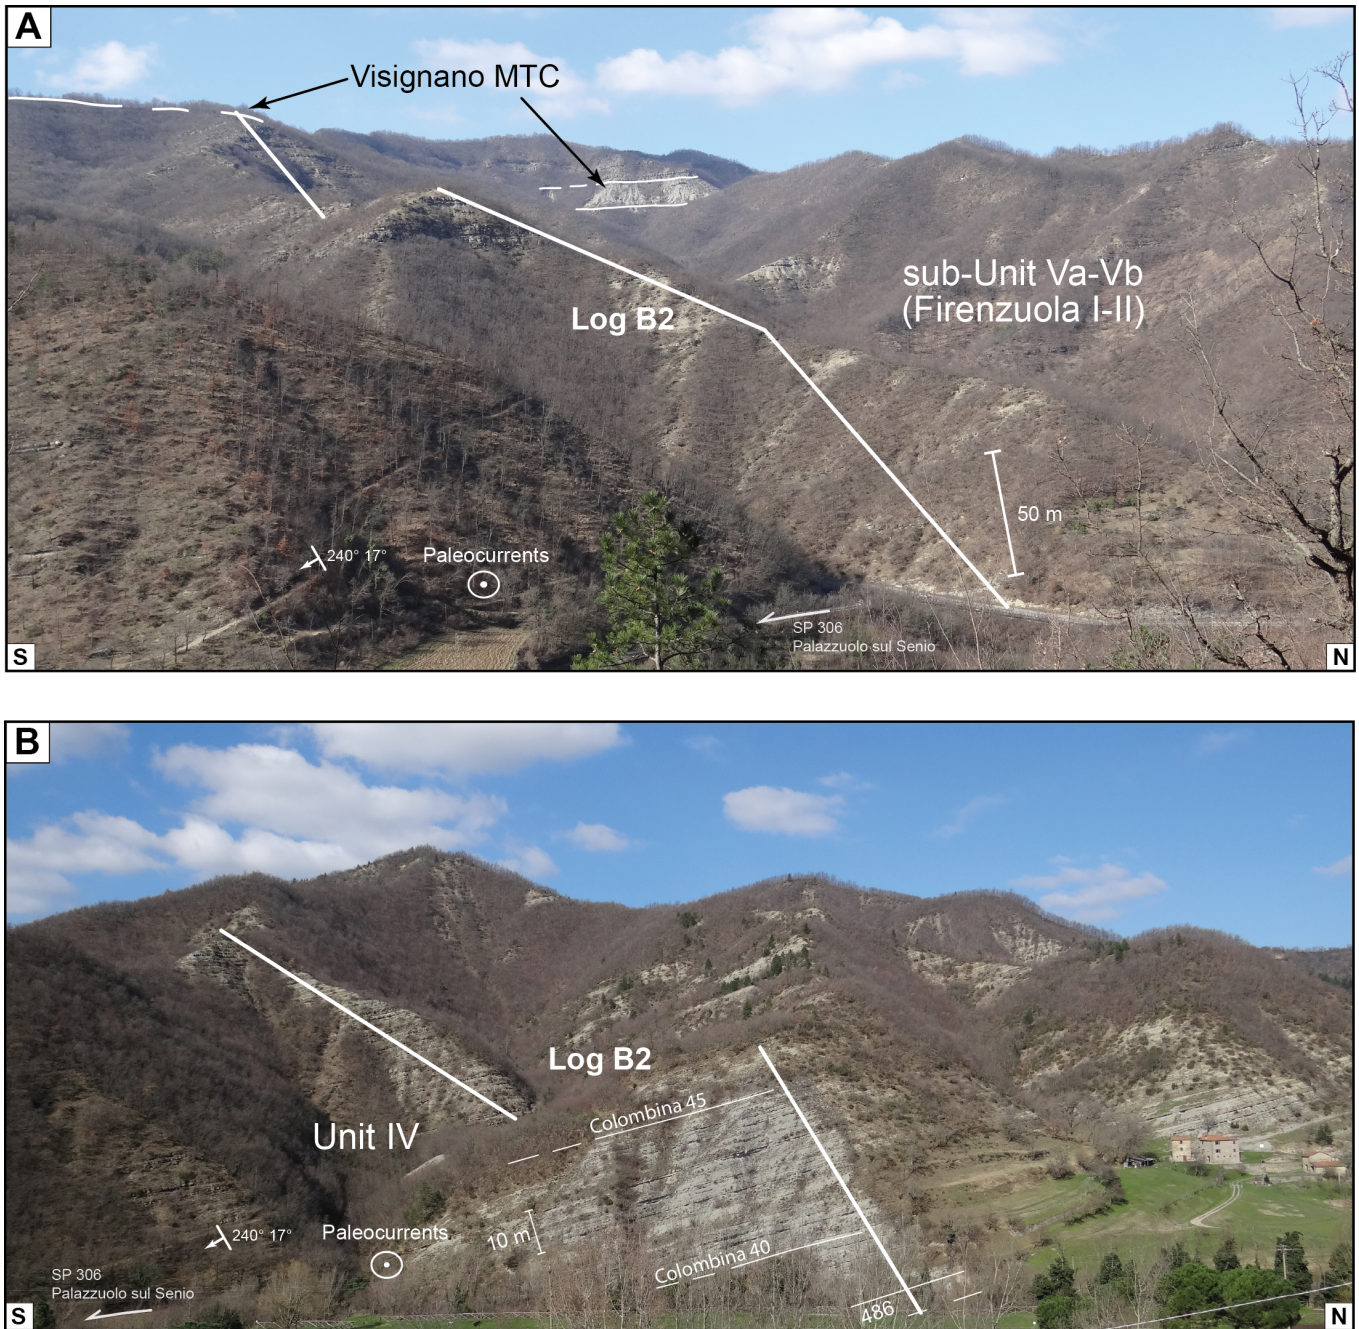 A
Visignano MTC
sub-Unit Va-Vb
(Firenzuola I-II)
Log B2
50 m
240° 17°
Paleocurrents
SP 306
Palazzuolo sul Senio
S
N
B
Log B2
Colombina 45
Unit IV
10 m
240° 17°
Paleocurrents
Colombina 40
SP 306
Palazzuolo sul Senio
486
S
N